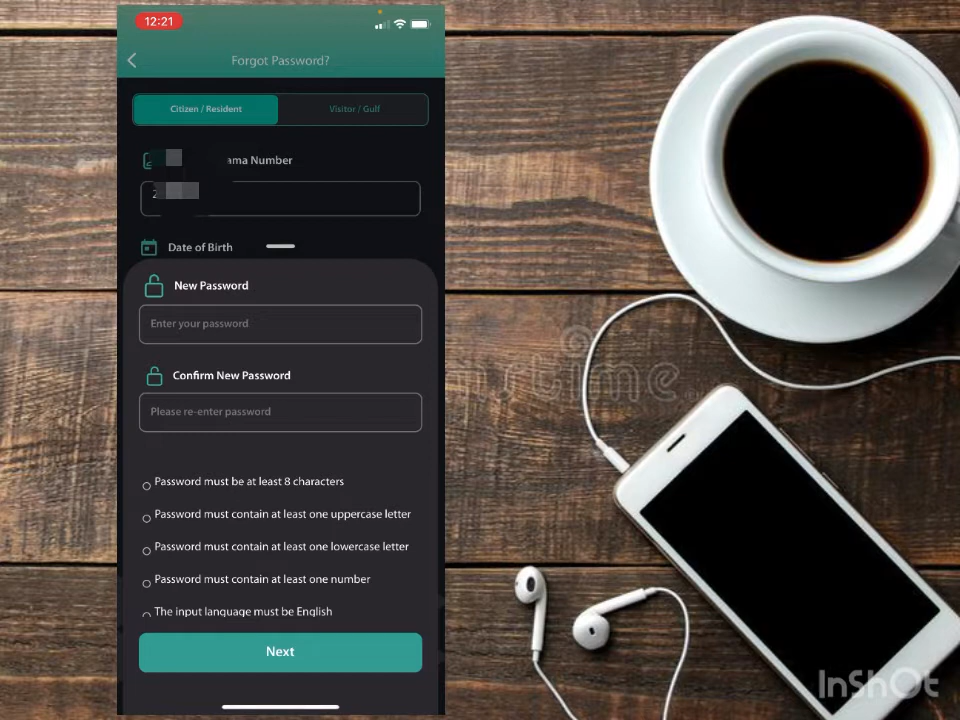 12:21
Forgot Password?
Citizen / Resident
Visitor / Gulf
ama Number
Date of Birth
New Password
Enter your password
Confirm New Password
Please re-enter password
Password must be at least 8 characters
Password must contain at least one uppercase letter
Password must contain at least one lowercase letter
Password must contain at least one number
The input language must be English
Next
InShOt